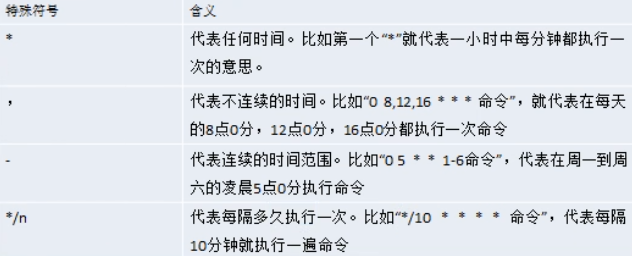 特殊符号 含义
* 代表任何时间。比如第一个“*”就代表一小时中每分钟都执行一
次的意思。
, 代表不连续的时间。比如“0 8,12,16 * * * 命令”，就代表在每天
的8点0分，12点0分，16点0分都执行一次命令
- 代表连续的时间范围。比如“0 5 * * 1-6命令”，代表在周一到周
六的凌晨5点0分执行命令
*/n 代表每隔多久执行一次。比如“*/10 * * * * 命令”，代表每隔
10分钟就执行一遍命令